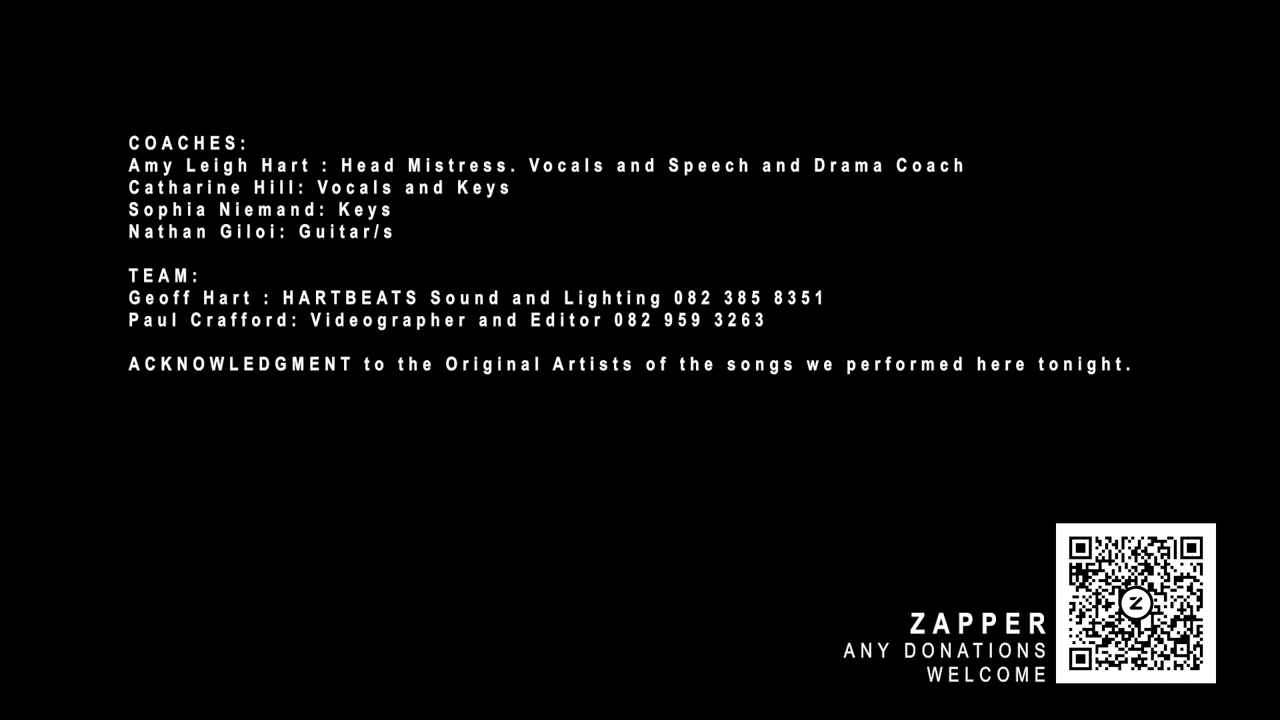 COACHES:
Amy Leigh Hart : Head Mistress. Vocals and Speech and Drama Coach
Catharine Hill: Vocals and Keys
Sophia Niemand: Keys
Nathan Giloi: Guitar/s
TEAM:
Geoff Hart : HARTBEATS Sound and Lighting 082 385 8351
Paul Crafford: Videographer and Editor 082 959 3263
ACKNOWLEDGMENT to the Original Artists of the songs we performed here tonight.
ZAPPER
ANY DONATIONS
WELCOME